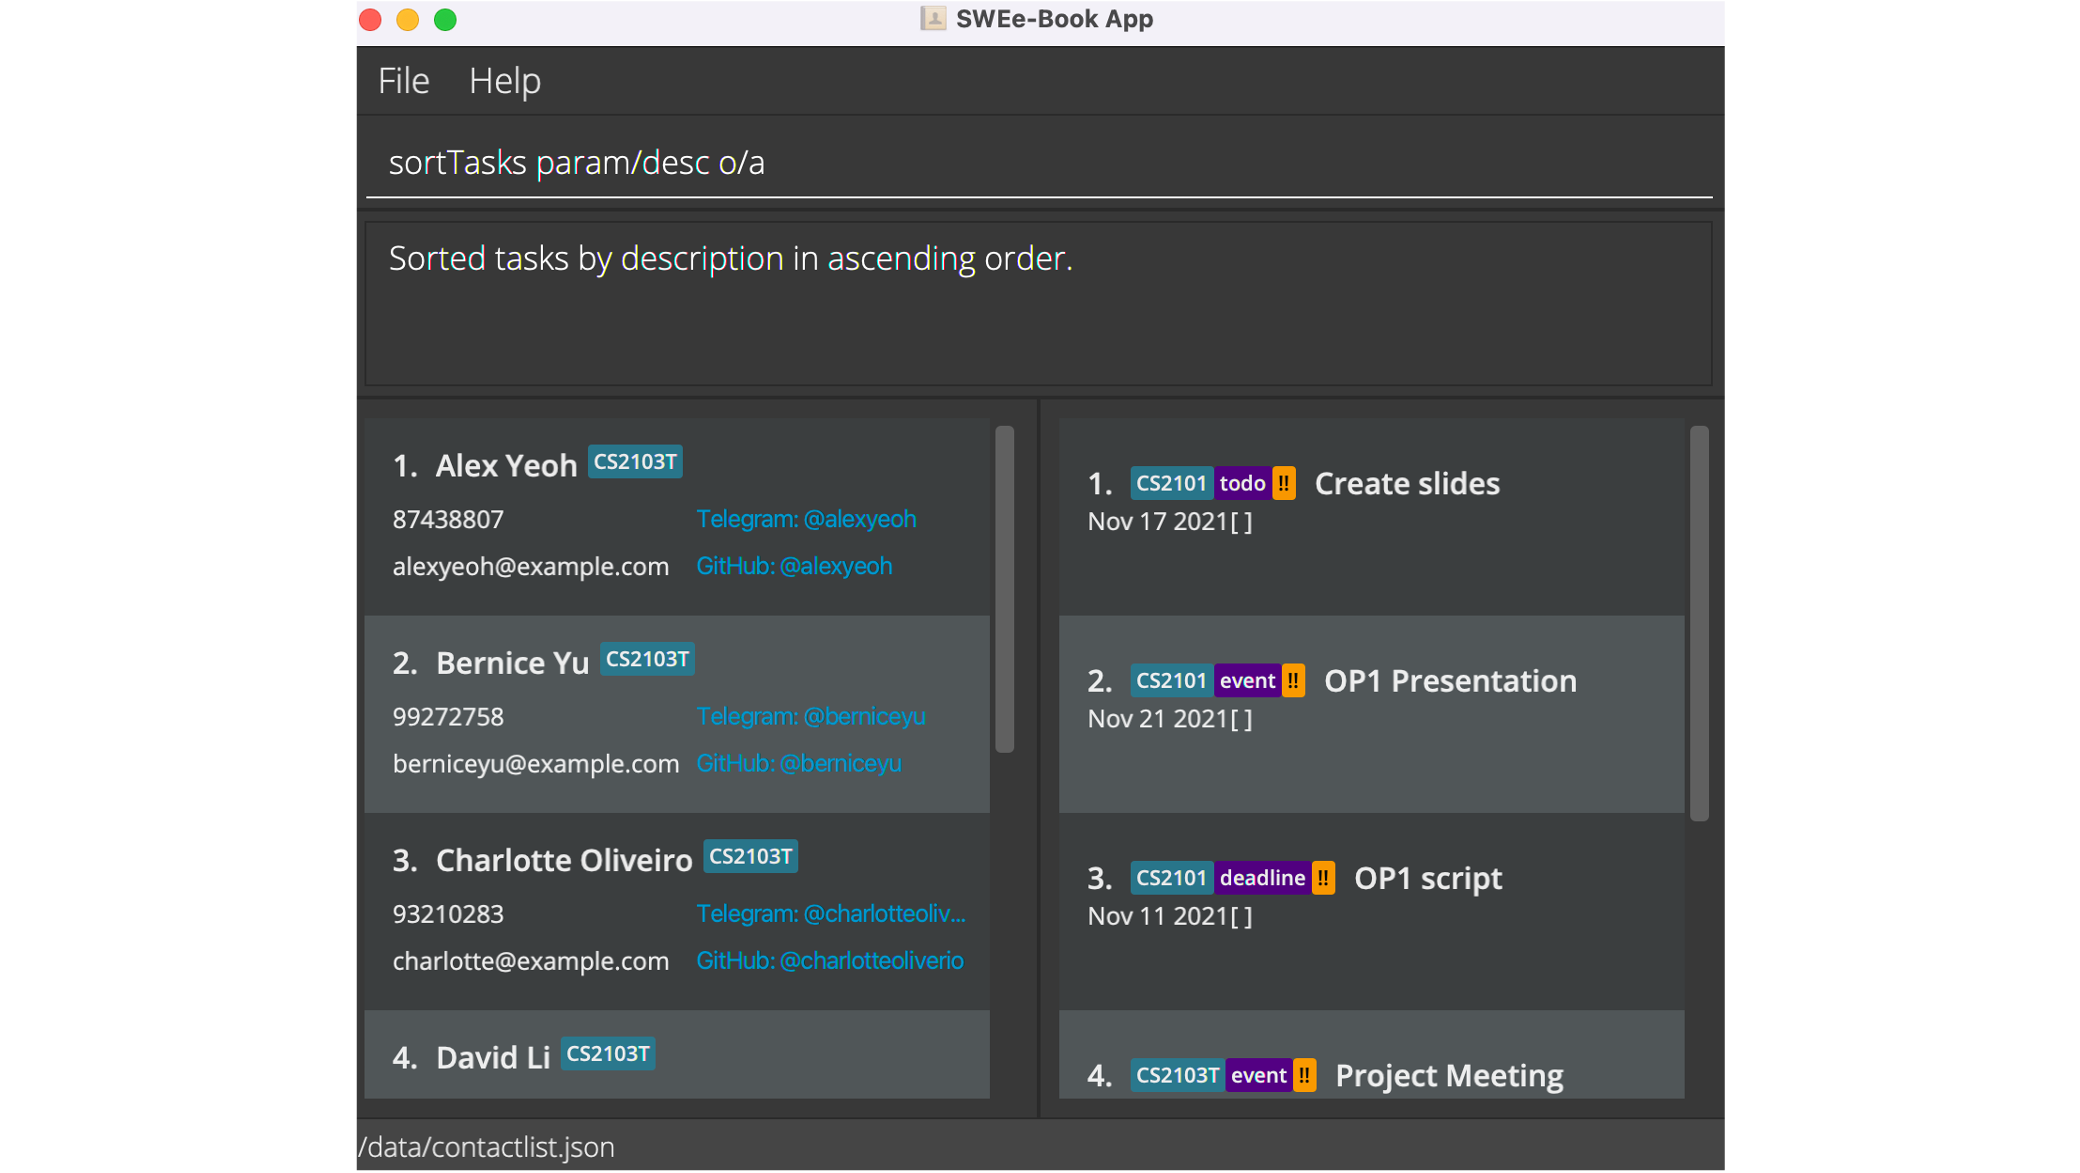 SWEe-Book App
File Help
sortTasks param/desc o/a
Sorted tasks by description in ascending order.
1. Alex Yeoh CS2103T
87438807 Telegram: @alexyeoh
alexyeoh@example.com GitHub: @alexyeoh
2. Bernice Yu CS2103T
99272758 Telegram: @berniceyu
berniceyu@example.com GitHub: @berniceyu
3. Charlotte Oliveiro CS2103T
93210283 Telegram: @charlotteoliv...
charlotte@example.com GitHub: @charlotteoliverio
4. David Li CS2103T
1. CS2101 todo !! Create slides
Nov 17 2021[ ]
2. CS2101 event !! OP1 Presentation
Nov 21 2021[ ]
3. CS2101 deadline !! OP1 script
Nov 11 2021[ ]
4. CS2103T event !! Project Meeting
/data/contactlist.json